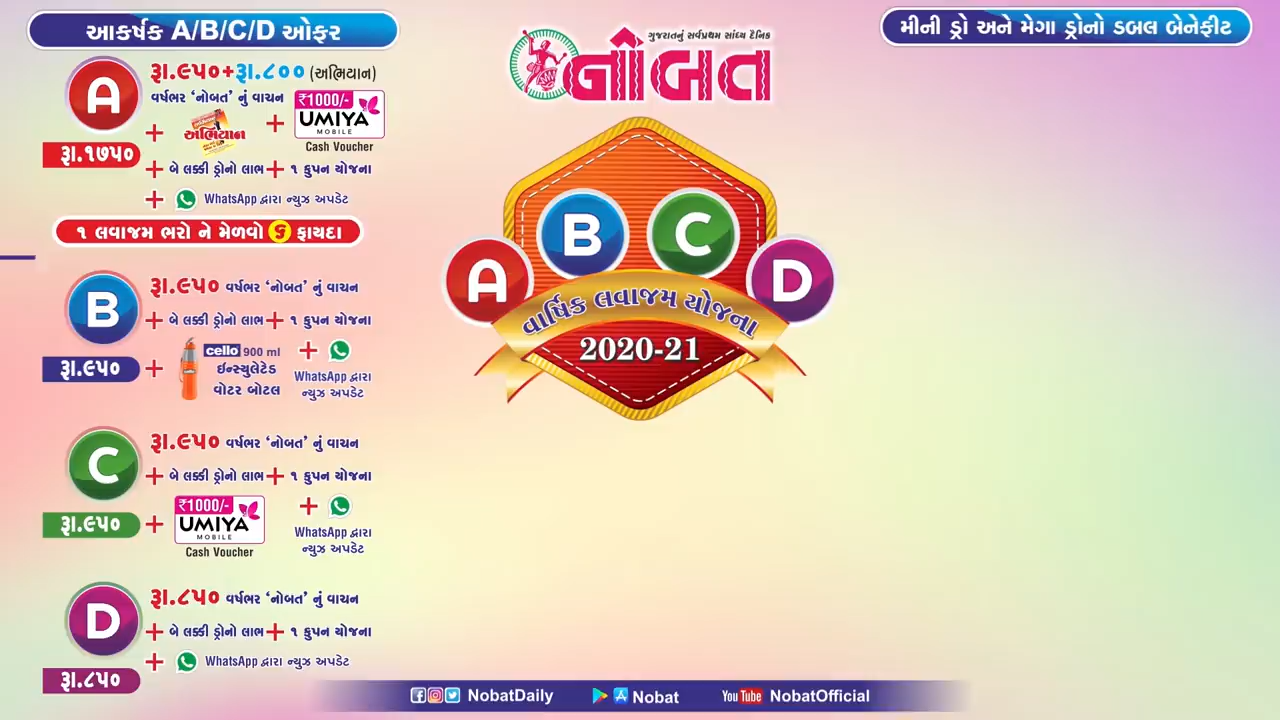 આકર્ષક A/B/C/D ઓફર
A
રૂા.૯૫૦+રૂા.૮૦૦ (અભિયાન)
વર્ષભર ‘નોબત’ નું વાચન
+ અભિયાન + ₹1000/- UMIYA MOBILE
Cash Voucher
રૂા.૧૭૫૦
+ બે લક્કી ડ્રોનો લાભ + ૧ કુપન યોજના
+ WhatsApp દ્વારા ન્યુઝ અપડેટ
૧ લવાજમ ભરો ને મેળવો ૬ ફાયદા
B
રૂા.૯૫૦ વર્ષભર ‘નોબત’ નું વાચન
+ બે લક્કી ડ્રોનો લાભ + ૧ કુપન યોજના
રૂા.૯૫૦
+ cello 900 ml
ઈન્સ્યુલેટેડ
વોટર બોટલ
+ WhatsApp દ્વારા
ન્યુઝ અપડેટ
C
રૂા.૯૫૦ વર્ષભર ‘નોબત’ નું વાચન
+ બે લક્કી ડ્રોનો લાભ + ૧ કુપન યોજના
રૂા.૯૫૦
+ ₹1000/- UMIYA MOBILE
Cash Voucher
+ WhatsApp દ્વારા
ન્યુઝ અપડેટ
D
રૂા.૮૫૦ વર્ષભર ‘નોબત’ નું વાચન
+ બે લક્કી ડ્રોનો લાભ + ૧ કુપન યોજના
+ WhatsApp દ્વારા ન્યુઝ અપડેટ
રૂા.૮૫૦
ગુજરાતનું સર્વપ્રથમ સાંધ્ય દૈનિક
નોબત
A B C D
વાર્ષિક લવાજમ યોજના
2020-21
મીની ડ્રો અને મેગા ડ્રોનો ડબલ બેનેફીટ
NobatDaily Nobat YouTube NobatOfficial